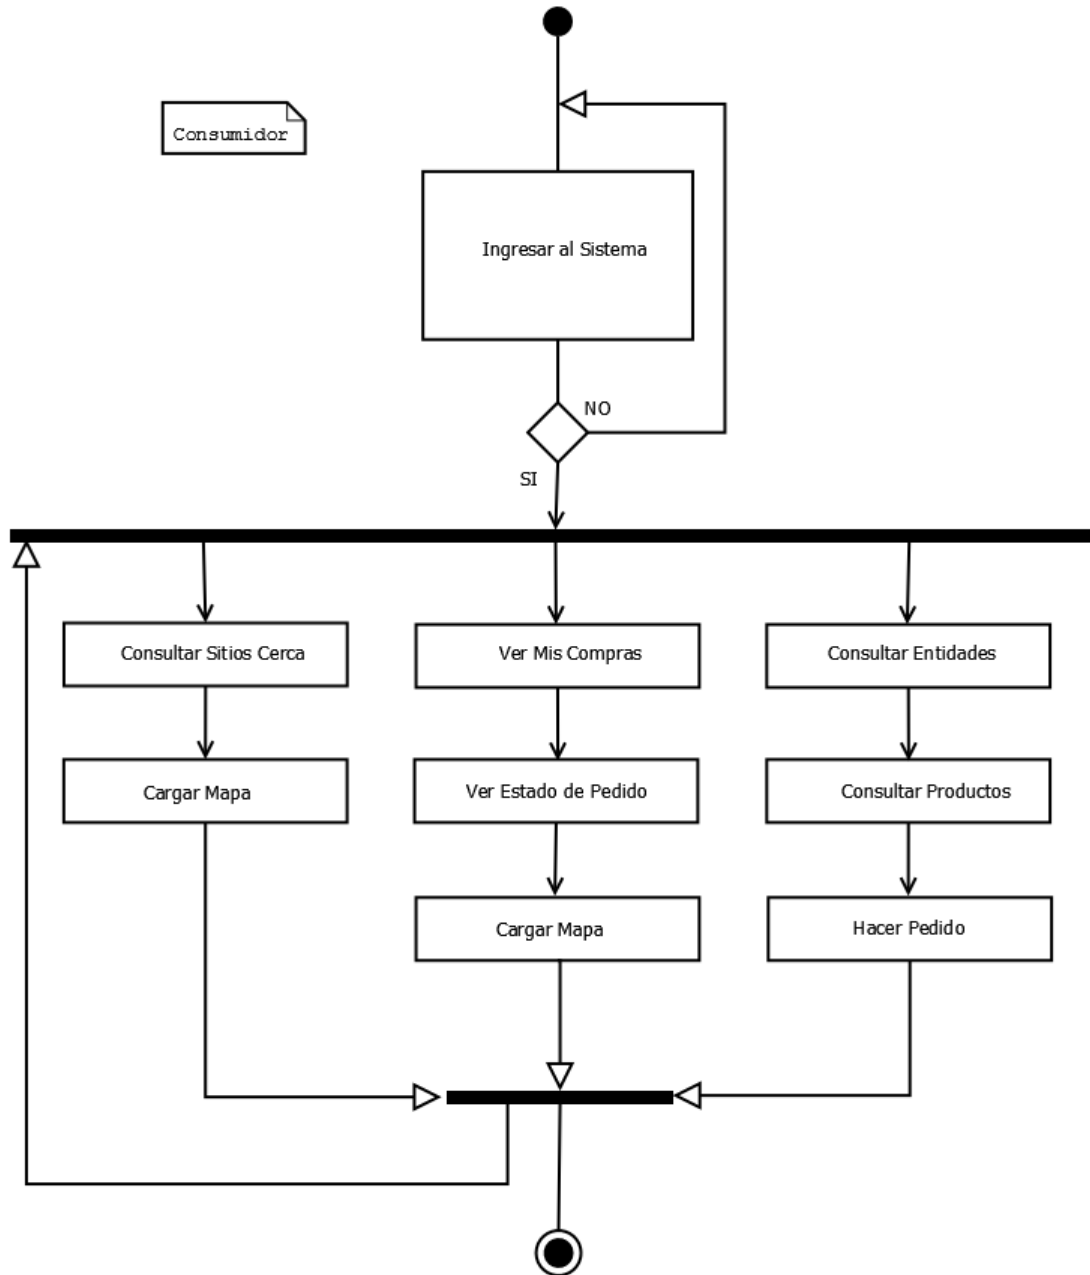 Consumidor
Ingresar al Sistema
NO
SI
Consultar Sitios Cerca
Ver Mis Compras
Consultar Entidades
Cargar Mapa
Ver Estado de Pedido
Consultar Productos
Cargar Mapa
Hacer Pedido